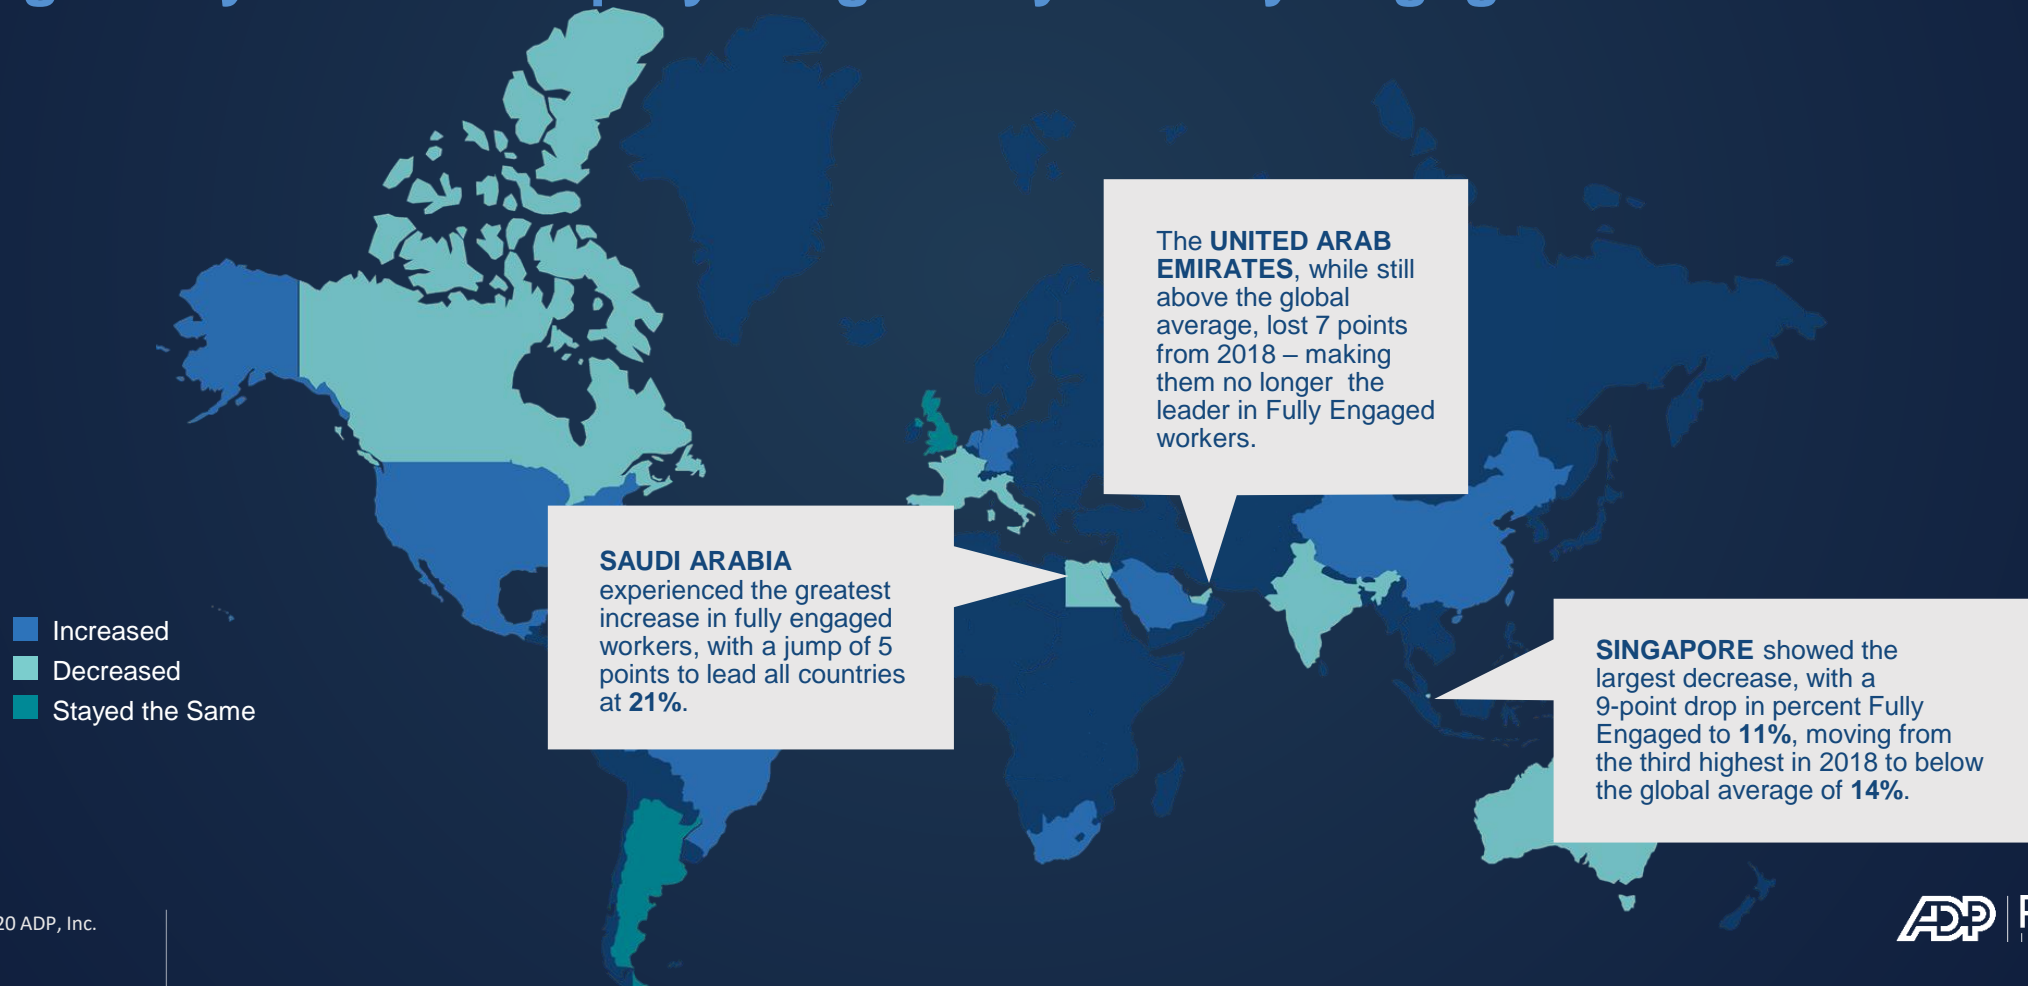 The UNITED ARAB
EMIRATES, while still
above the global
average, lost 7 points
from 2018 – making
them no longer the
leader in Fully Engaged
workers.
SAUDI ARABIA
experienced the greatest
increase in fully engaged
workers, with a jump of 5
points to lead all countries
at 21%.
Increased
Decreased
Stayed the Same
SINGAPORE showed the
largest decrease, with a
9-point drop in percent Fully
Engaged to 11%, moving from
the third highest in 2018 to below
the global average of 14%.
20 ADP, Inc.
ADP